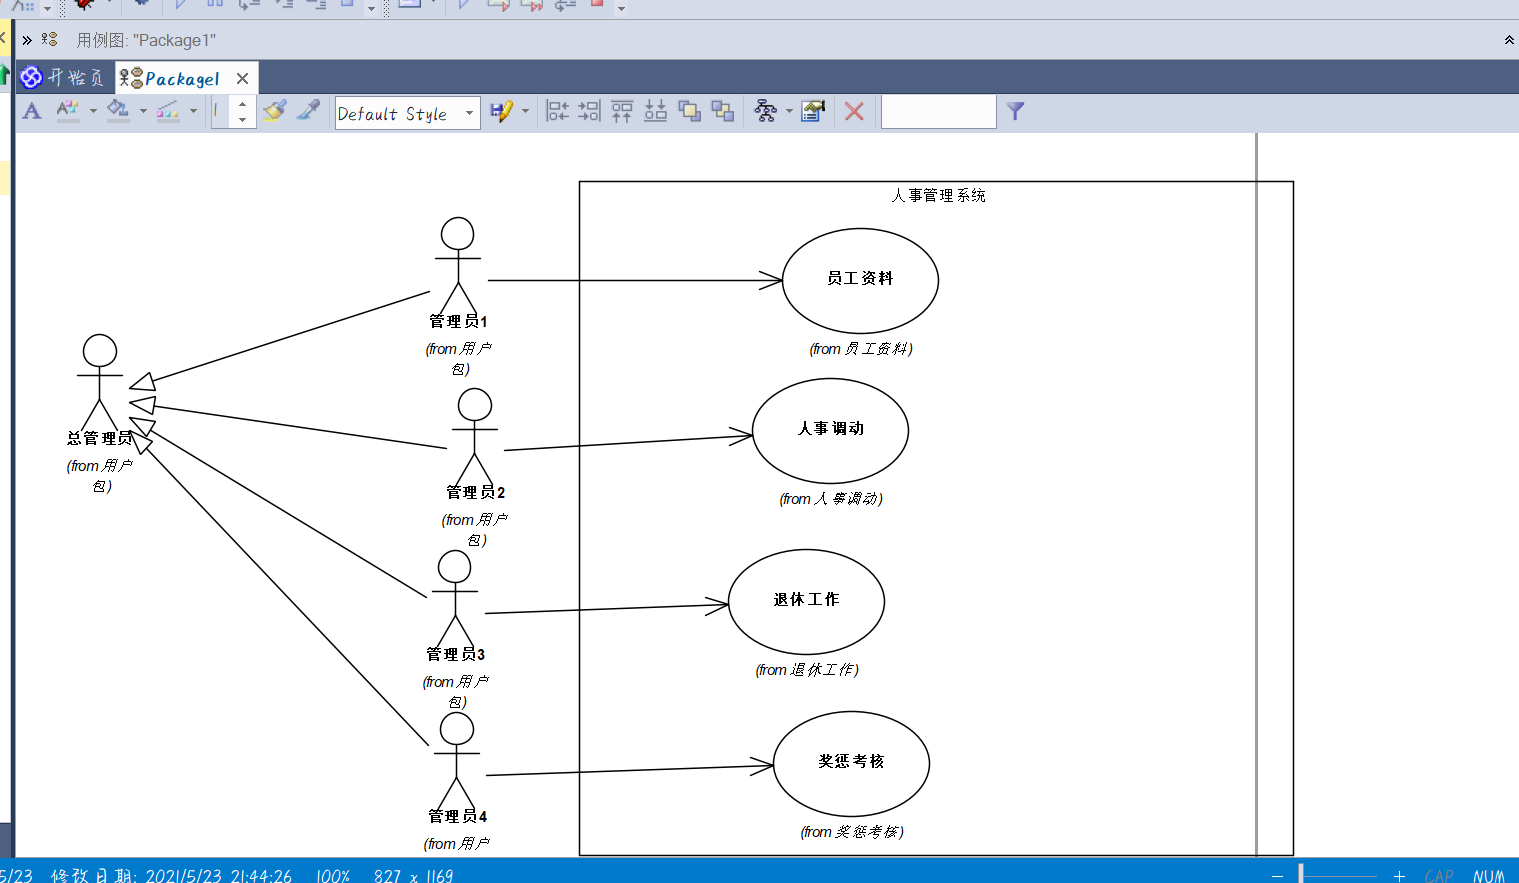 用例图: "Package1"
开始页
Package1
Default Style
人事管理系统
管理员1
(from 用户
包)
员工资料
(from 员工资料)
总管理员
(from 用户
包)
管理员2
(from 用户
包)
人事调动
(from 人事调动)
管理员3
(from 用户
包)
退休工作
(from 退休工作)
管理员4
(from 用户
奖惩考核
(from 奖惩考核)
5/23 修改日期: 2021/5/23 21:44:26 100% 827 x 1169
CAP NUM